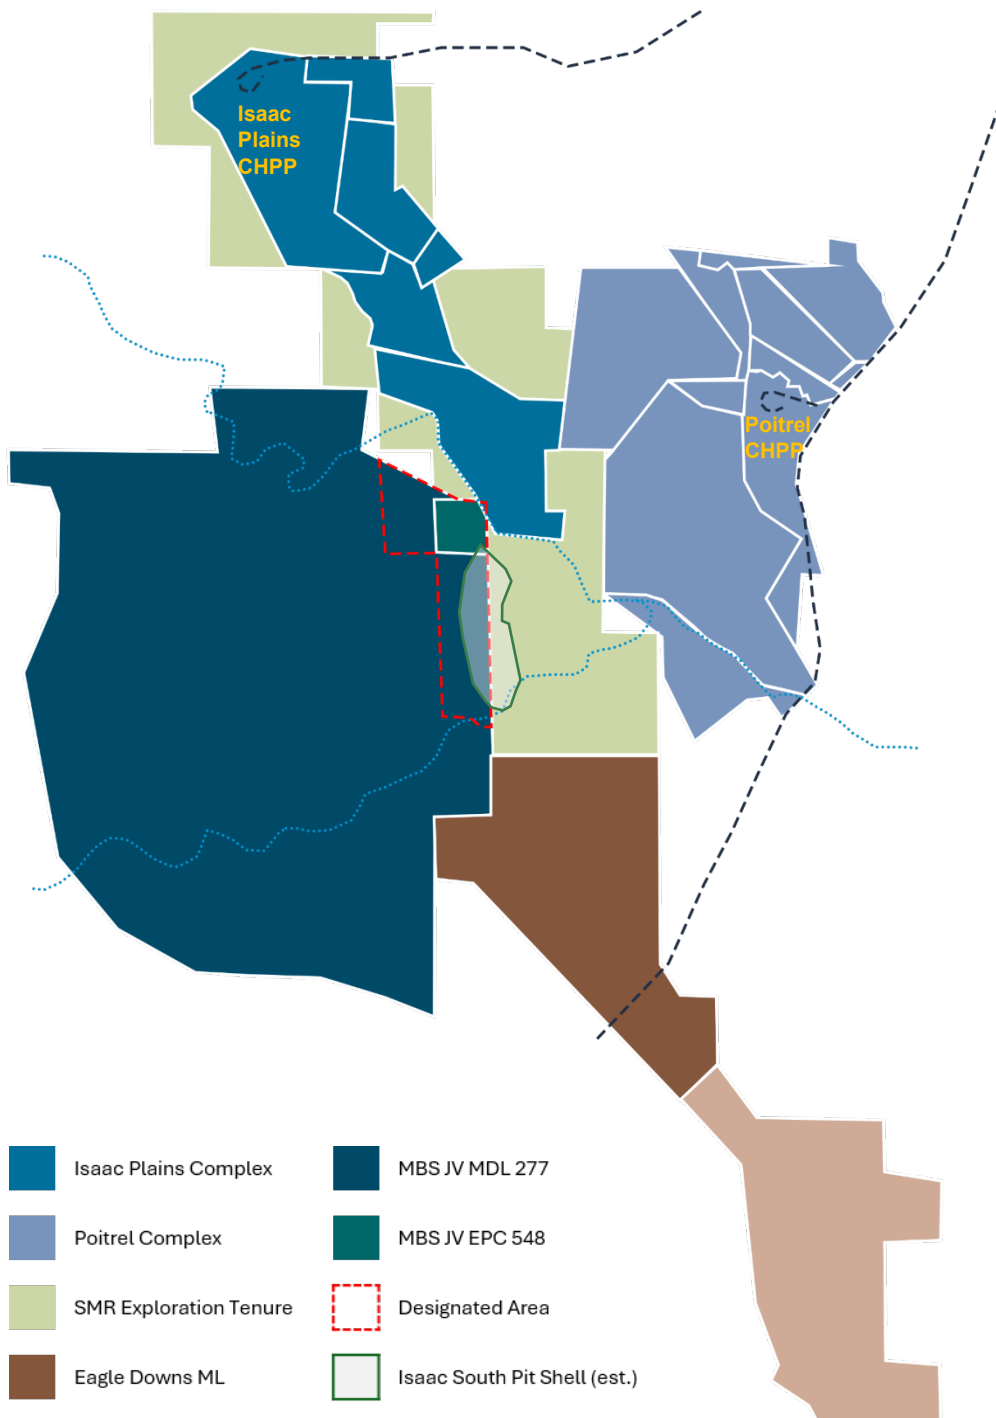 Isaac
Plains
CHPP
Poitrel
CHPP
Isaac Plains Complex
MBS JV MDL 277
Poitrel Complex
MBS JV EPC 548
SMR Exploration Tenure
Designated Area
Eagle Downs ML
Isaac South Pit Shell (est.)